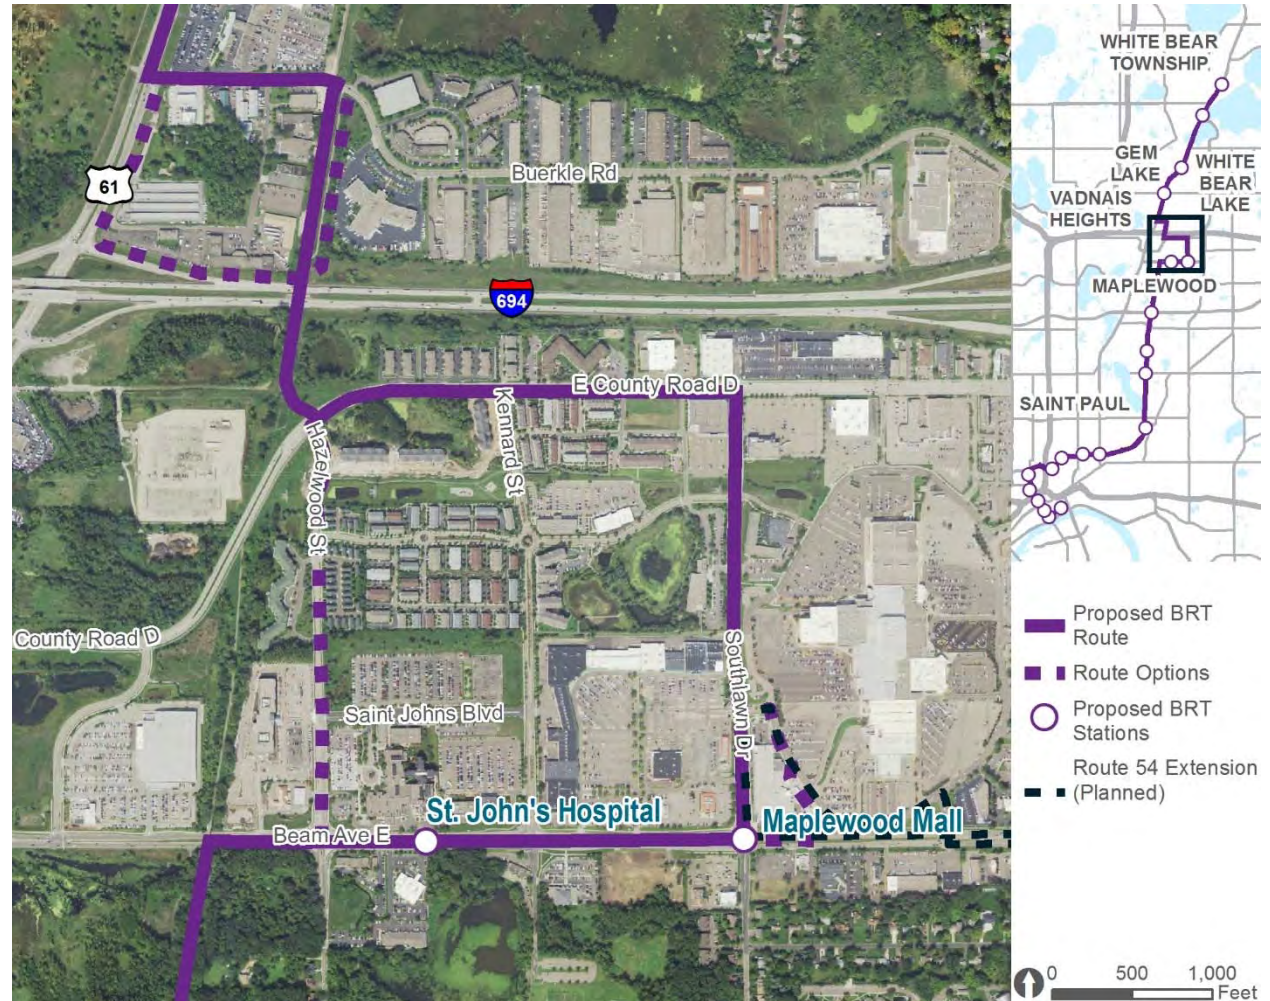 61
Buerkle Rd
694
E County Road D
Kennard St
Hazelwood St
County Road D
Southlawn Dr
Saint Johns Blvd
St. John's Hospital
Maplewood Mall
Beam Ave E
WHITE BEAR
TOWNSHIP
GEM
LAKE
WHITE
BEAR
LAKE
VADNAIS
HEIGHTS
MAPLEWOOD
SAINT PAUL
Proposed BRT
Route
Route Options
Proposed BRT
Stations
Route 54 Extension
(Planned)
0 500 1,000
Feet